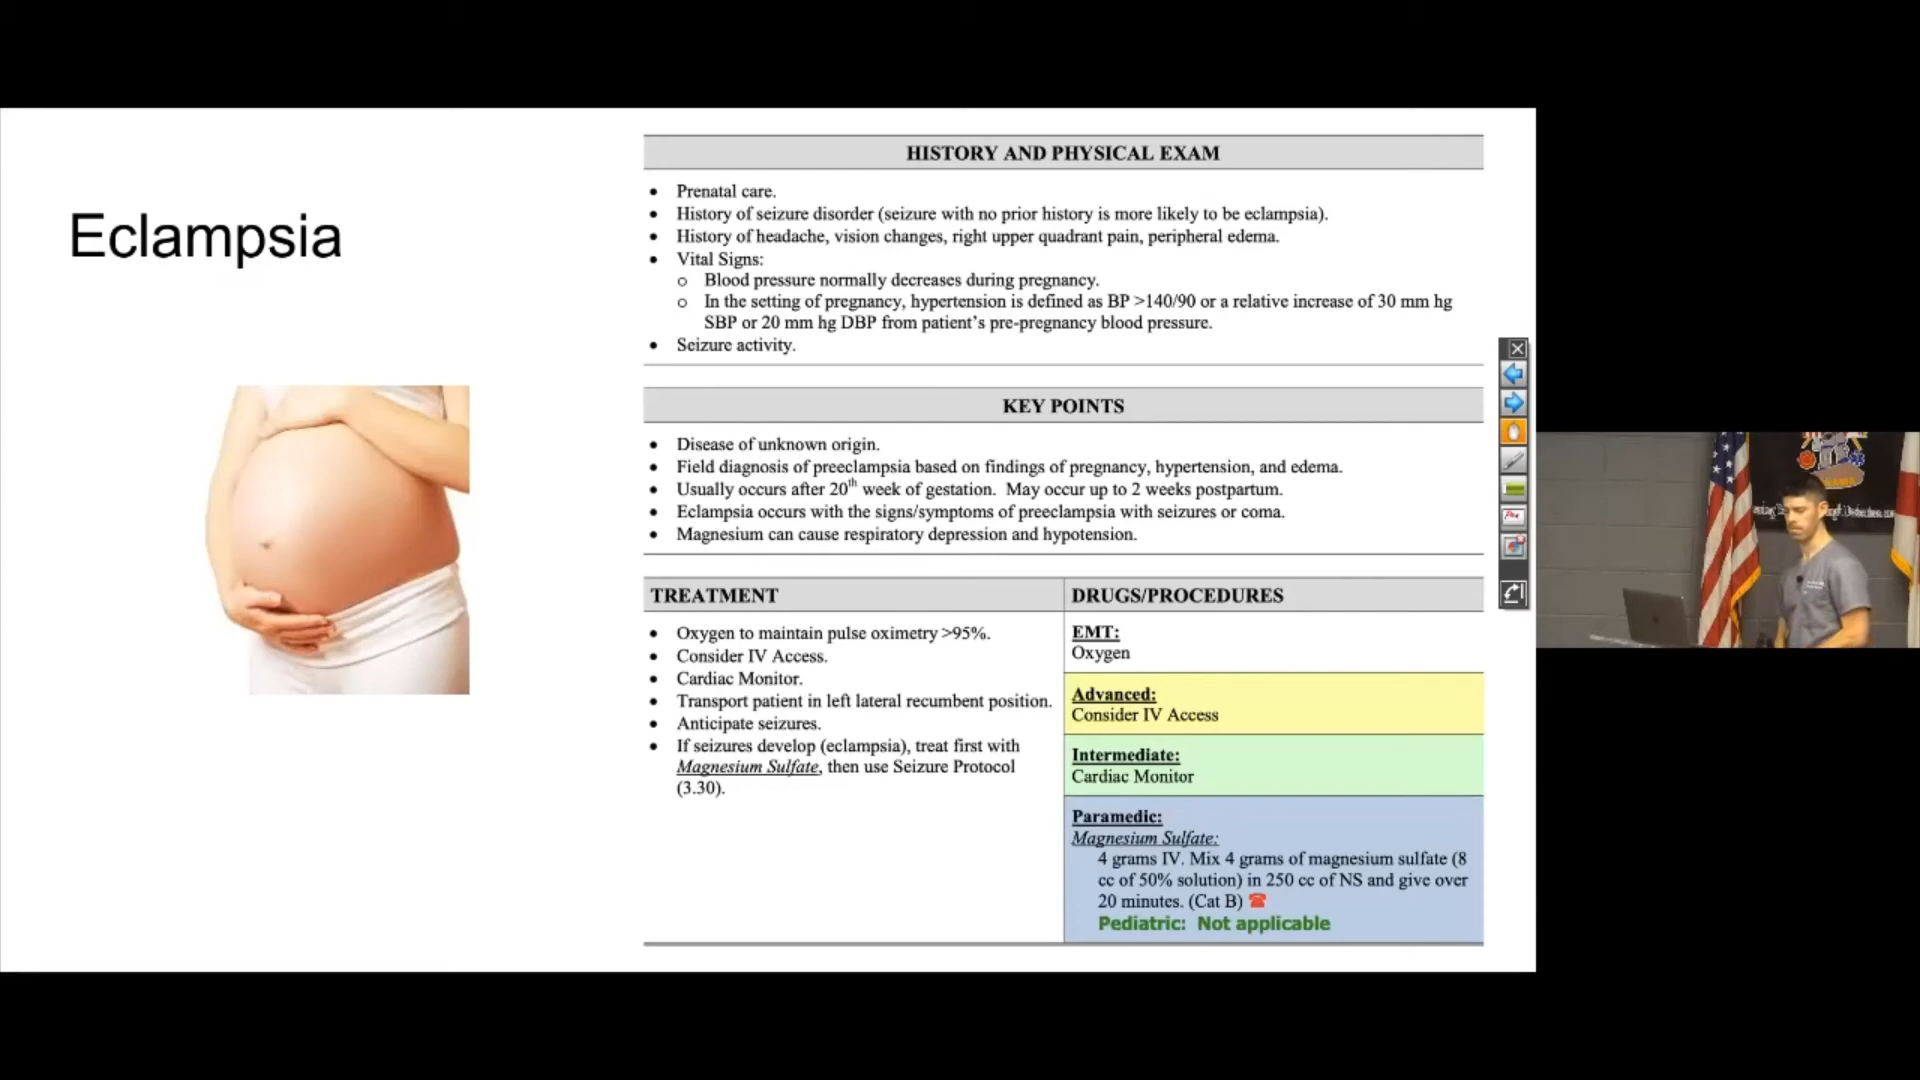 Eclampsia
HISTORY AND PHYSICAL EXAM
• Prenatal care.
• History of seizure disorder (seizure with no prior history is more likely to be eclampsia).
• History of headache, vision changes, right upper quadrant pain, peripheral edema.
• Vital Signs:
o Blood pressure normally decreases during pregnancy.
o In the setting of pregnancy, hypertension is defined as BP >140/90 or a relative increase of 30 mm hg
SBP or 20 mm hg DBP from patient's pre-pregnancy blood pressure.
• Seizure activity.
KEY POINTS
• Disease of unknown origin.
• Field diagnosis of preeclampsia based on findings of pregnancy, hypertension, and edema.
• Usually occurs after 20th week of gestation. May occur up to 2 weeks postpartum.
• Eclampsia occurs with the signs/symptoms of preeclampsia with seizures or coma.
• Magnesium can cause respiratory depression and hypotension.
TREATMENT
• Oxygen to maintain pulse oximetry >95%.
• Consider IV Access.
• Cardiac Monitor.
• Transport patient in left lateral recumbent position.
• Anticipate seizures.
• If seizures develop (eclampsia), treat first with
Magnesium Sulfate, then use Seizure Protocol
(3.30).
DRUGS/PROCEDURES
EMT:
Oxygen
Advanced:
Consider IV Access
Intermediate:
Cardiac Monitor
Paramedic:
Magnesium Sulfate:
4 grams IV. Mix 4 grams of magnesium sulfate (8
cc of 50% solution) in 250 cc of NS and give over
20 minutes. (Cat B)
Pediatric: Not applicable